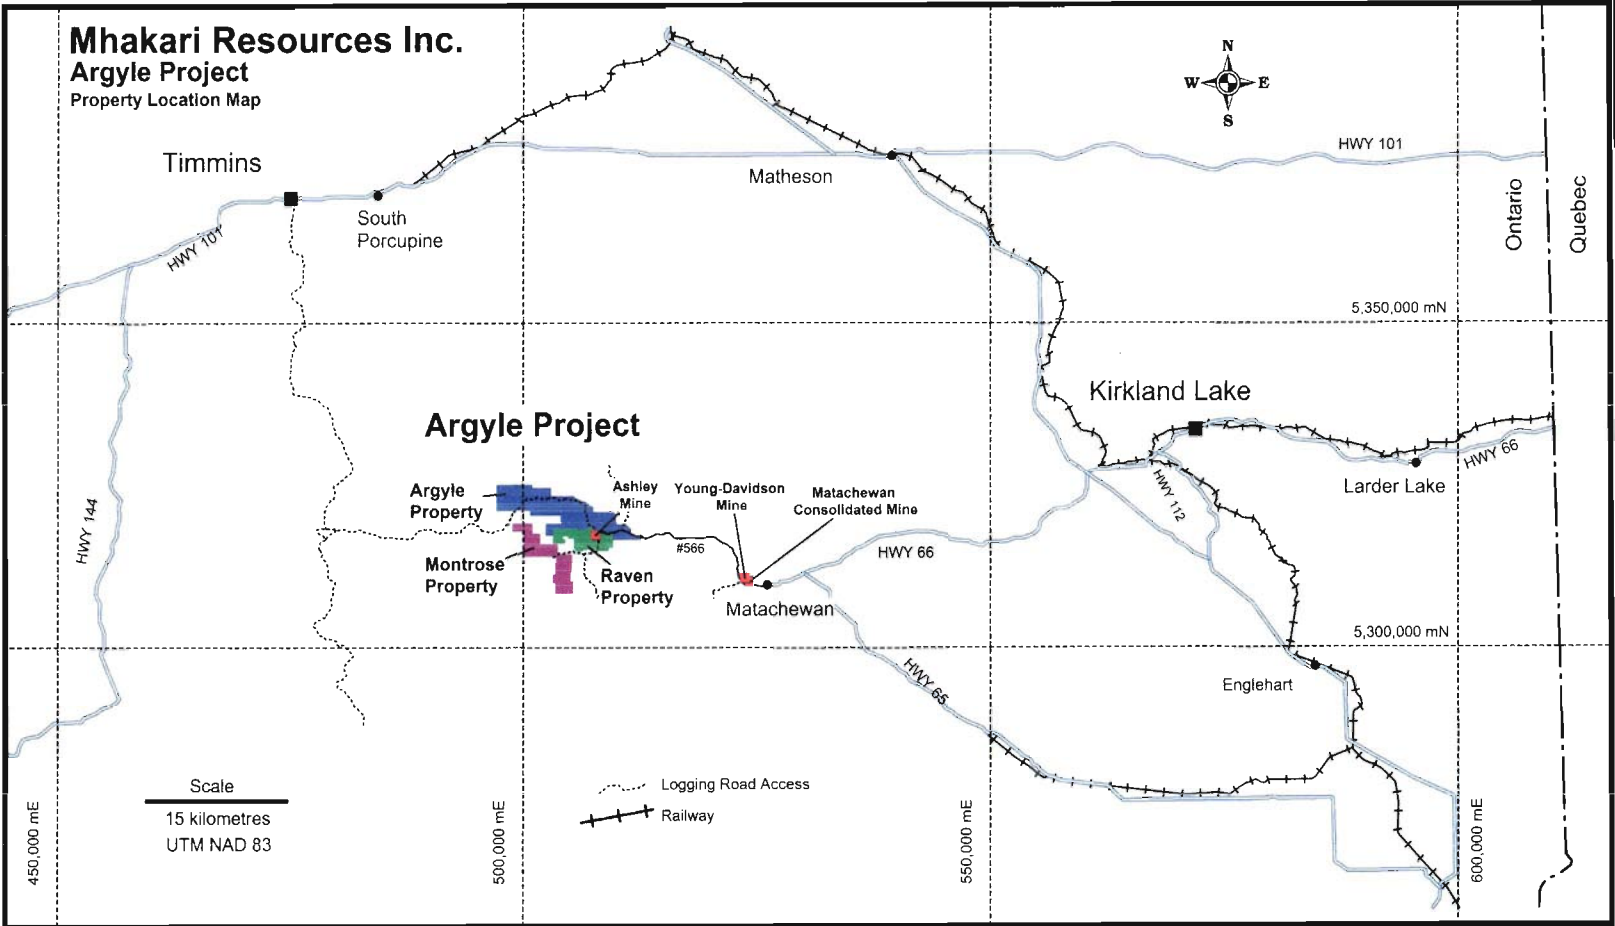 Mhakari Resources Inc.
Argyle Project
Property Location Map
N
W
E
S
Timmins
South
Porcupine
HWY 101
Matheson
HWY 101
Ontario
Quebec
5,350,000 mN
Kirkland Lake
HWY 66
Larder Lake
HWY 112
Argyle Project
Argyle
Property
Ashley
Mine
Young-Davidson
Mine
Matachewan
Consolidated Mine
HWY 144
#566
HWY 66
Montrose
Property
Raven
Property
Matachewan
5,300,000 mN
HWY 65
Englehart
Scale
15 kilometres
UTM NAD 83
Logging Road Access
Railway
450,000 mE
500,000 mE
550,000 mE
600,000 mE